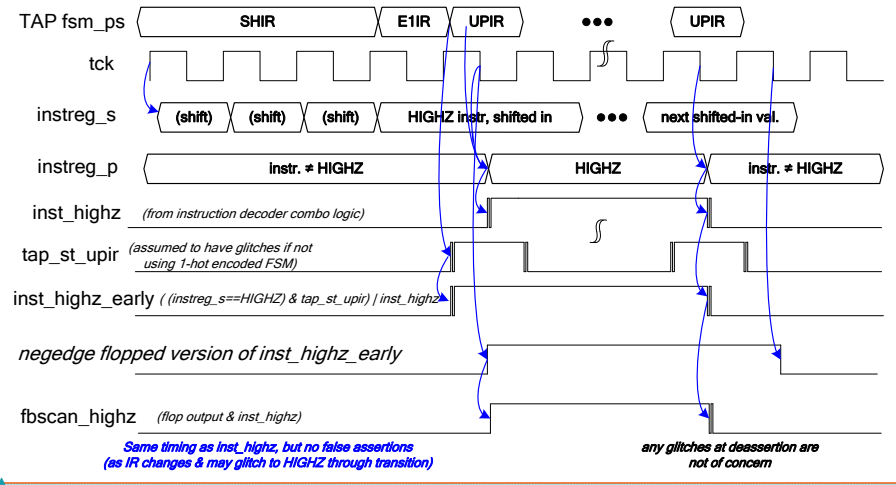 TAP fsm_ps SHIR E1IR UPIR ●●● UPIR
tck
instreg_s (shift) (shift) (shift) HIGHZ instr, shifted in ●●● next shifted-in val.
instreg_p instr. ≠ HIGHZ HIGHZ instr. ≠ HIGHZ
inst_highz (from instruction decoder combo logic)
tap_st_upir (assumed to have glitches if not
using 1-hot encoded FSM)
inst_highz_early ( (instreg_s==HIGHZ) & tap_st_upir) | inst_highz
negedge flopped version of inst_highz_early
fbscan_highz (flop output & inst_highz)
Same timing as inst_highz, but no false assertions
(as IR changes & may glitch to HIGHZ through transition)
any glitches at deassertion are
not of concern